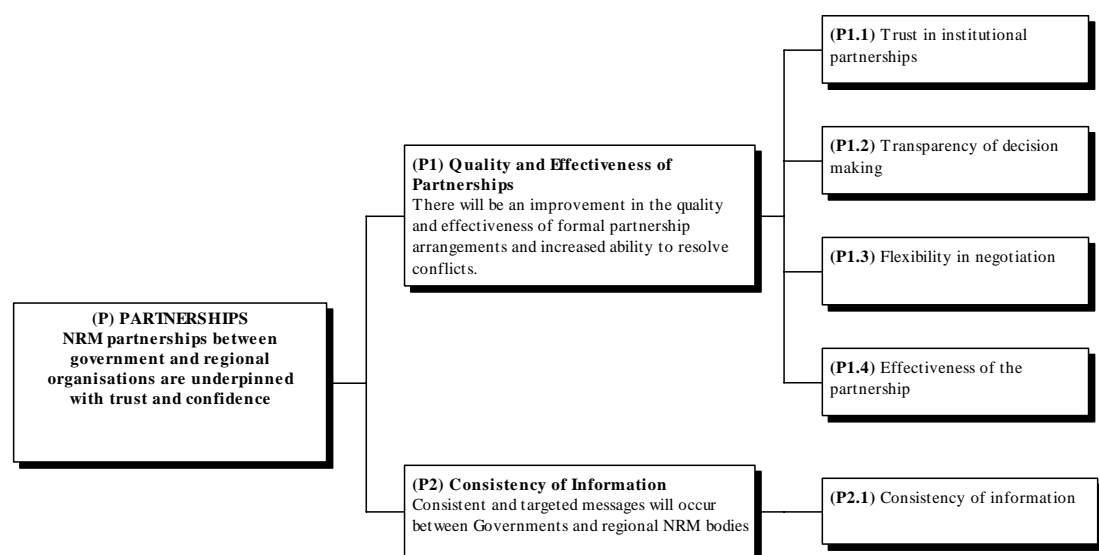 (P) PARTNERSHIPS
NRM partnerships between
government and regional
organisations are underpinned
with trust and confidence
(P1) Quality and Effectiveness of
Partnerships
There will be an improvement in the quality
and effectiveness of formal partnership
arrangements and increased ability to resolve
conflicts.
(P1.1) Trust in institutional
partnerships
(P1.2) Transparency of decision
making
(P1.3) Flexibility in negotiation
(P1.4) Effectiveness of the
partnership
(P2) Consistency of Information
Consistent and targeted messages will occur
between Governments and regional NRM bodies
(P2.1) Consistency of information